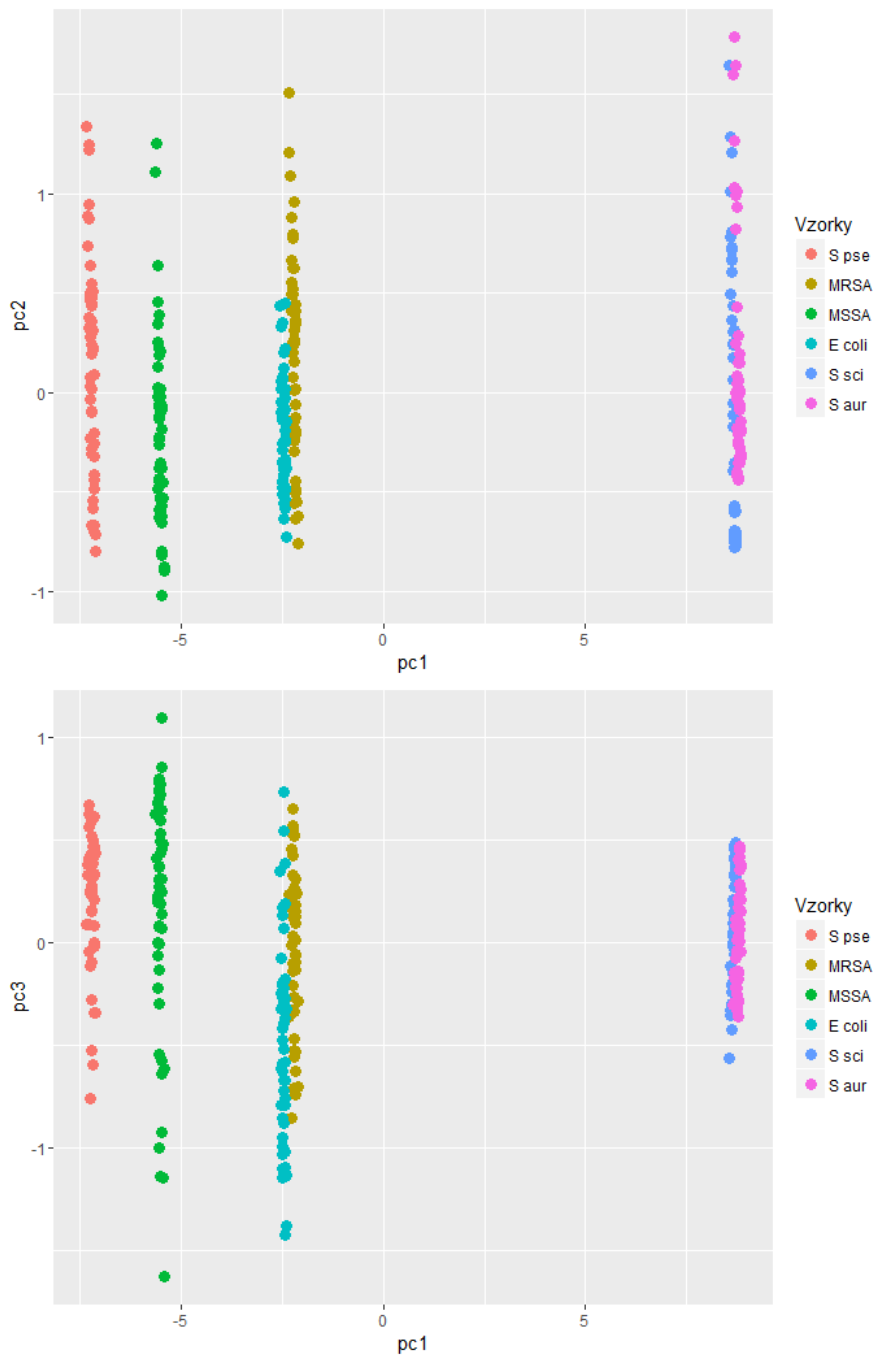 1
0
-1
pc2
-5
0
5
pc1
Vzorky
S pse
MRSA
MSSA
E coli
S sci
S aur
1
0
-1
pc3
-5
0
5
pc1
Vzorky
S pse
MRSA
MSSA
E coli
S sci
S aur